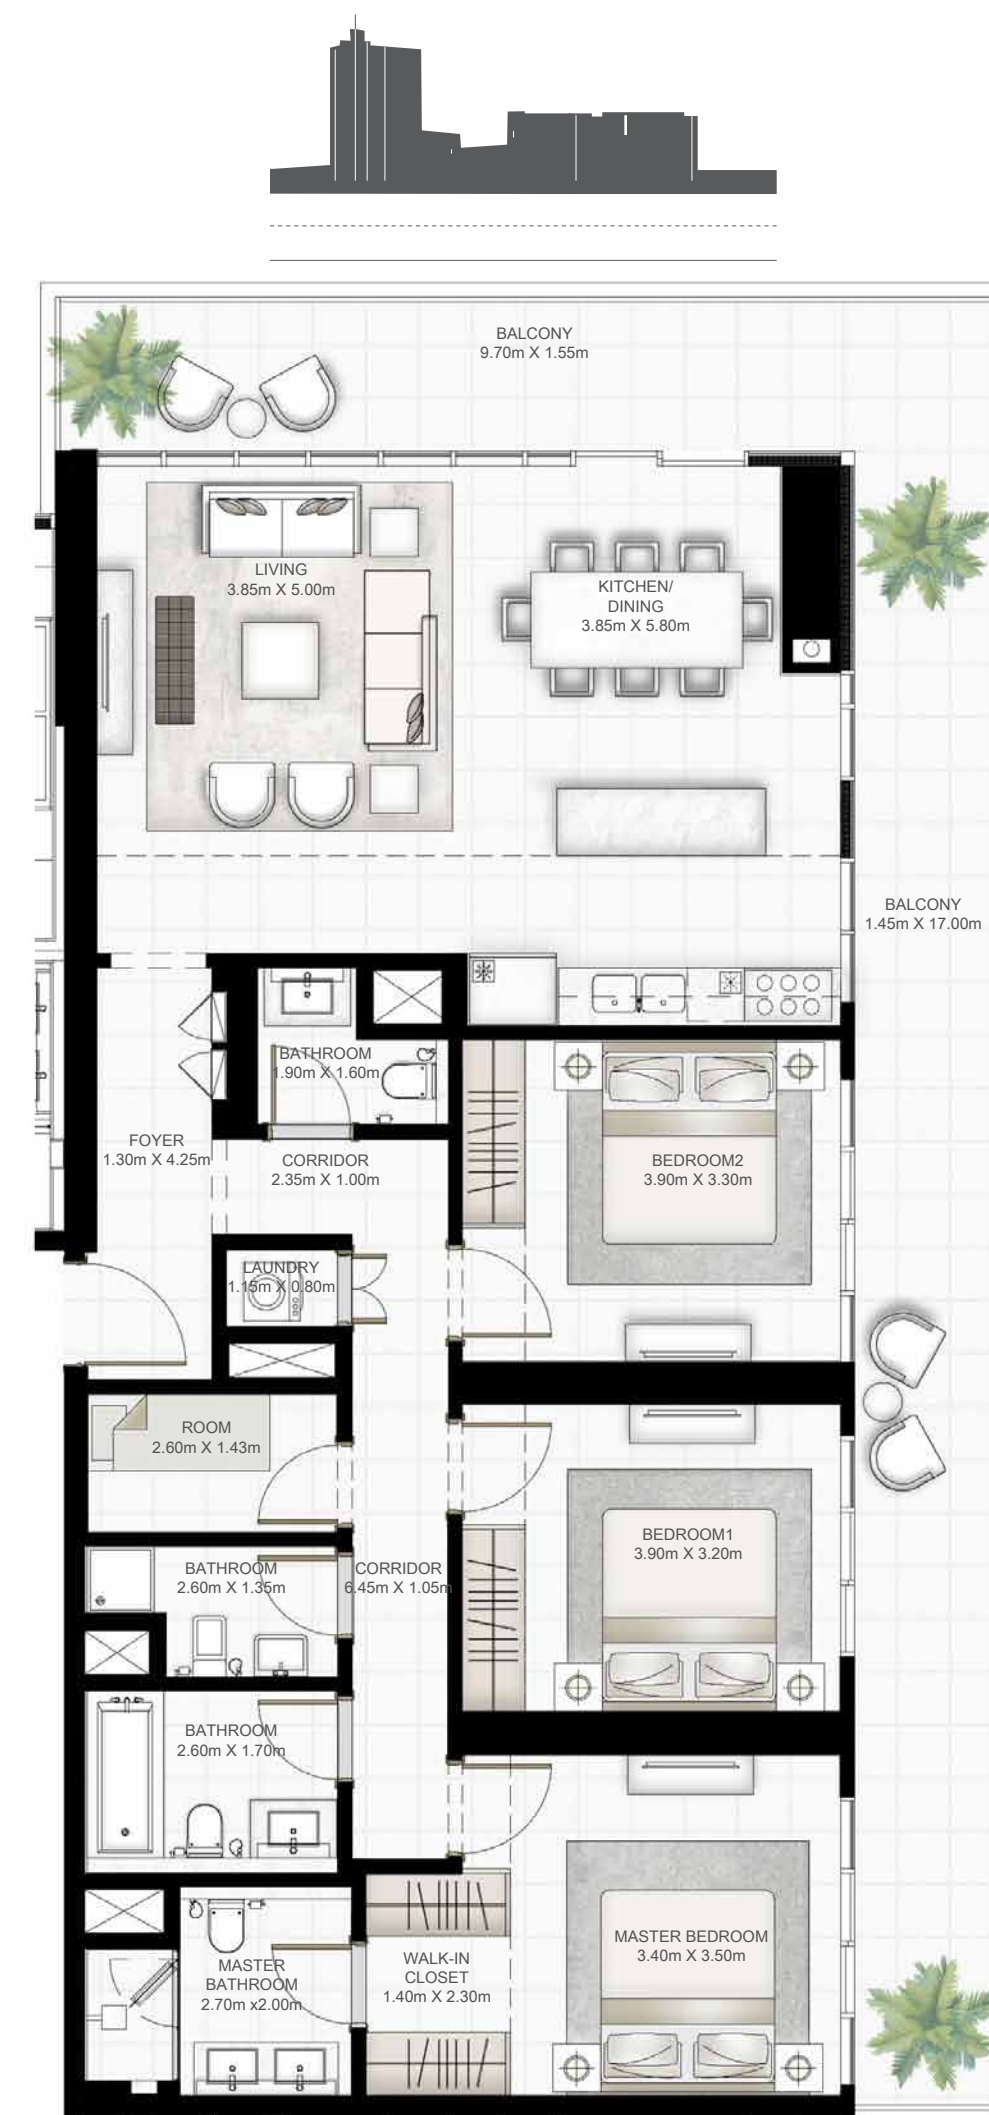 BALCONY
9.70m X 1.55m
LIVING
3.85m X 5.00m
KITCHEN/
DINING
3.85m X 5.80m
BALCONY
1.45m X 17.00m
BATHROOM
1.90m X 1.60m
FOYER
1.30m X 4.25m
CORRIDOR
2.35m X 1.00m
BEDROOM2
3.90m X 3.30m
LAUNDRY
1.15m X 0.80m
ROOM
2.60m X 1.43m
BEDROOM1
3.90m X 3.20m
BATHROOM
2.60m X 1.35m
CORRIDOR
6.45m X 1.05m
BATHROOM
2.60m X 1.70m
MASTER BEDROOM
3.40m X 3.50m
WALK-IN
CLOSET
1.40m X 2.30m
MASTER
BATHROOM
2.70m x2.00m